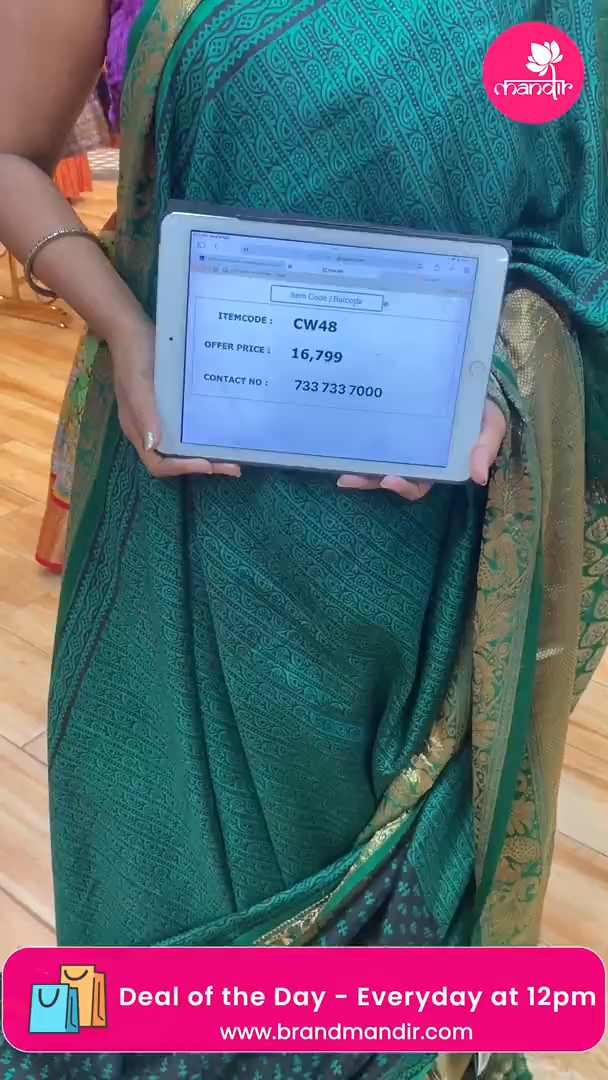 mandir
Item Code / Barcode
ITEMCODE : CW48
OFFER PRICE : 16,799
CONTACT NO : 733 733 7000
Deal of the Day - Everyday at 12pm
www.brandmandir.com